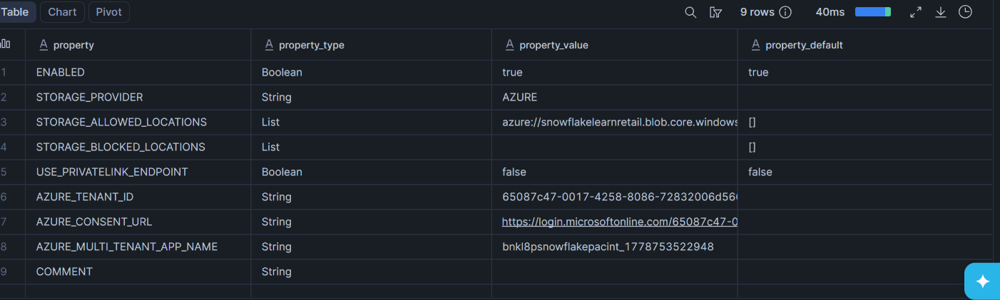 Table Chart Pivot 9 rows 40ms
property property_type property_value property_default
1 ENABLED Boolean true true
2 STORAGE_PROVIDER String AZURE
3 STORAGE_ALLOWED_LOCATIONS List azure://snowflakelearnretail.blob.core.windows []
4 STORAGE_BLOCKED_LOCATIONS List []
5 USE_PRIVATELINK_ENDPOINT Boolean false false
6 AZURE_TENANT_ID String 65087c47-0017-4258-8086-72832006d56
7 AZURE_CONSENT_URL String https://login.microsoftonline.com/65087c47-0
8 AZURE_MULTI_TENANT_APP_NAME String bnkl8psnowflakepacint_1778753522948
9 COMMENT String